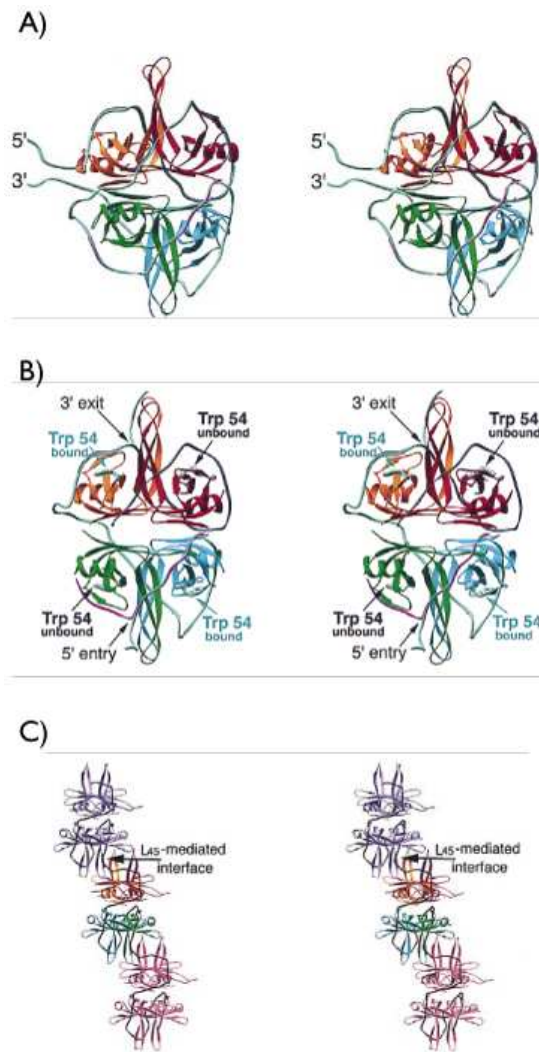 A)
5' 5'
3' 3'
B)
3' exit 3' exit
Trp 54 Trp 54
unbound unbound
Trp 54 Trp 54
bound bound
Trp 54 Trp 54
unbound unbound
Trp 54 Trp 54
bound bound
5' entry 5' entry
C)
L45-mediated L45-mediated
interface interface